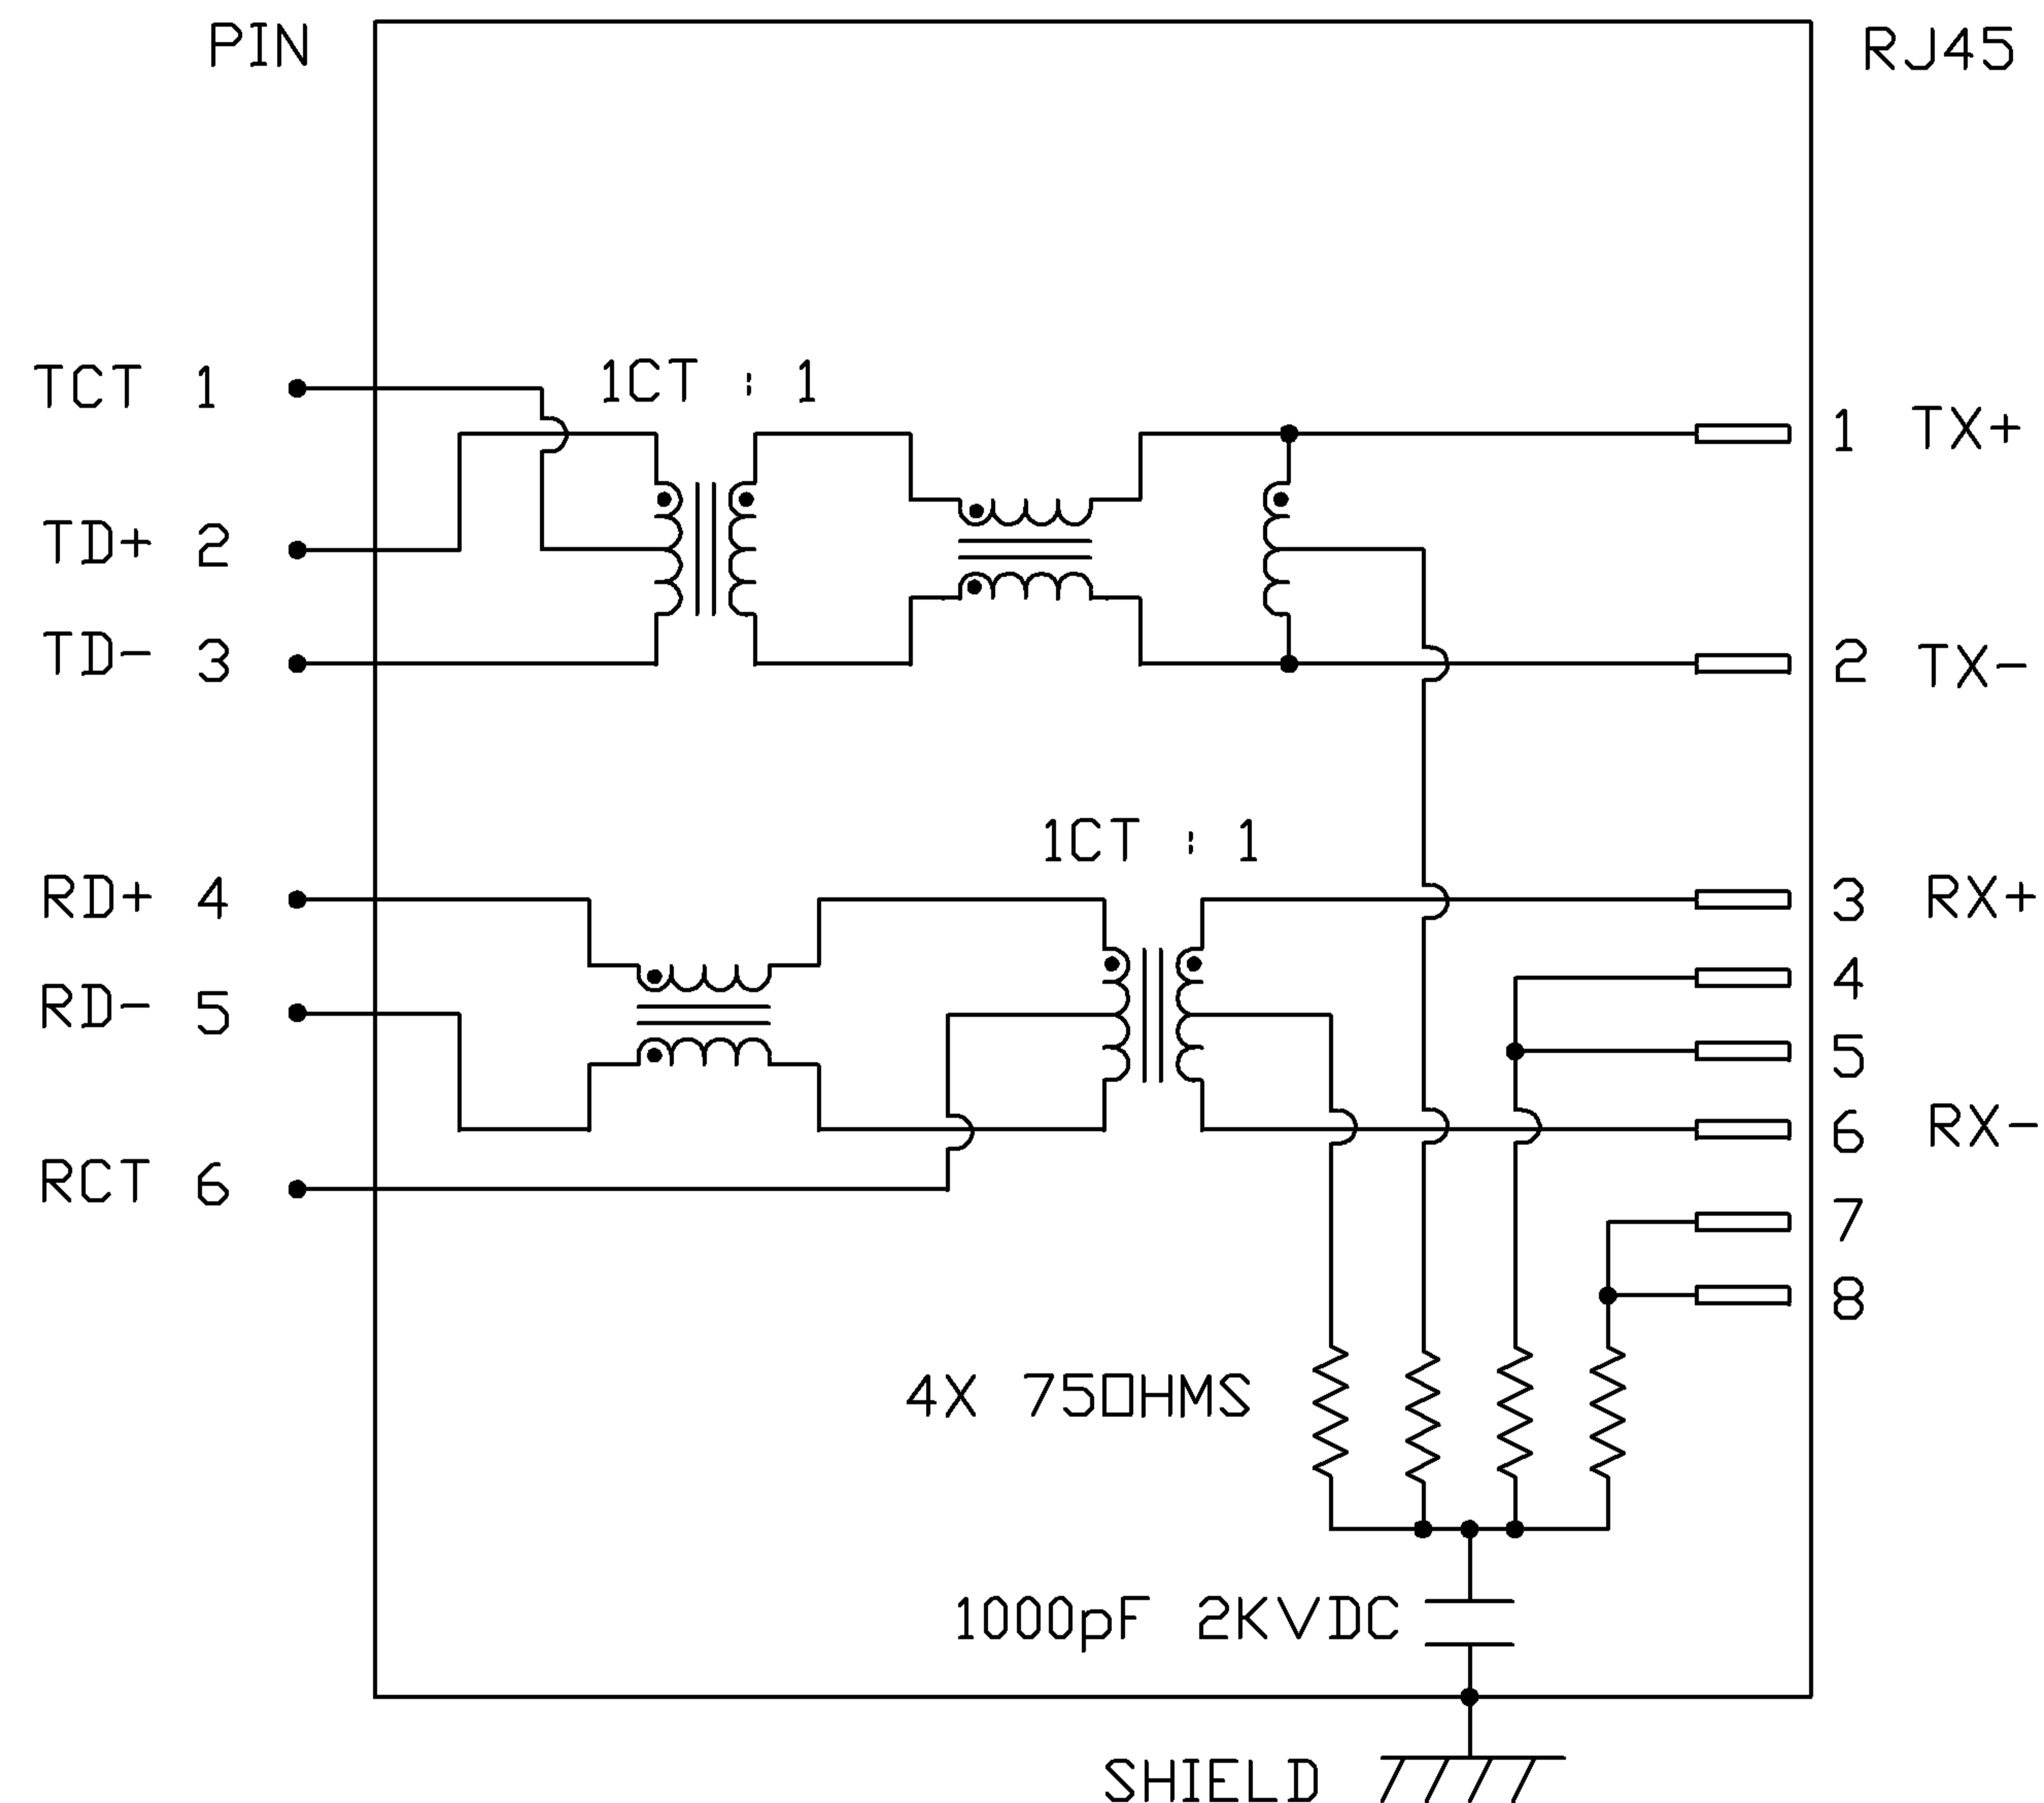 PIN RJ45
TCT 1 1CT : 1
1 TX+
TD+ 2
TD- 3 2 TX-
1CT : 1
RD+ 4 3 RX+
4
RD- 5
5
6 RX-
RCT 6
7
8
4X 75OHMS
1000pF 2KVDC
SHIELD